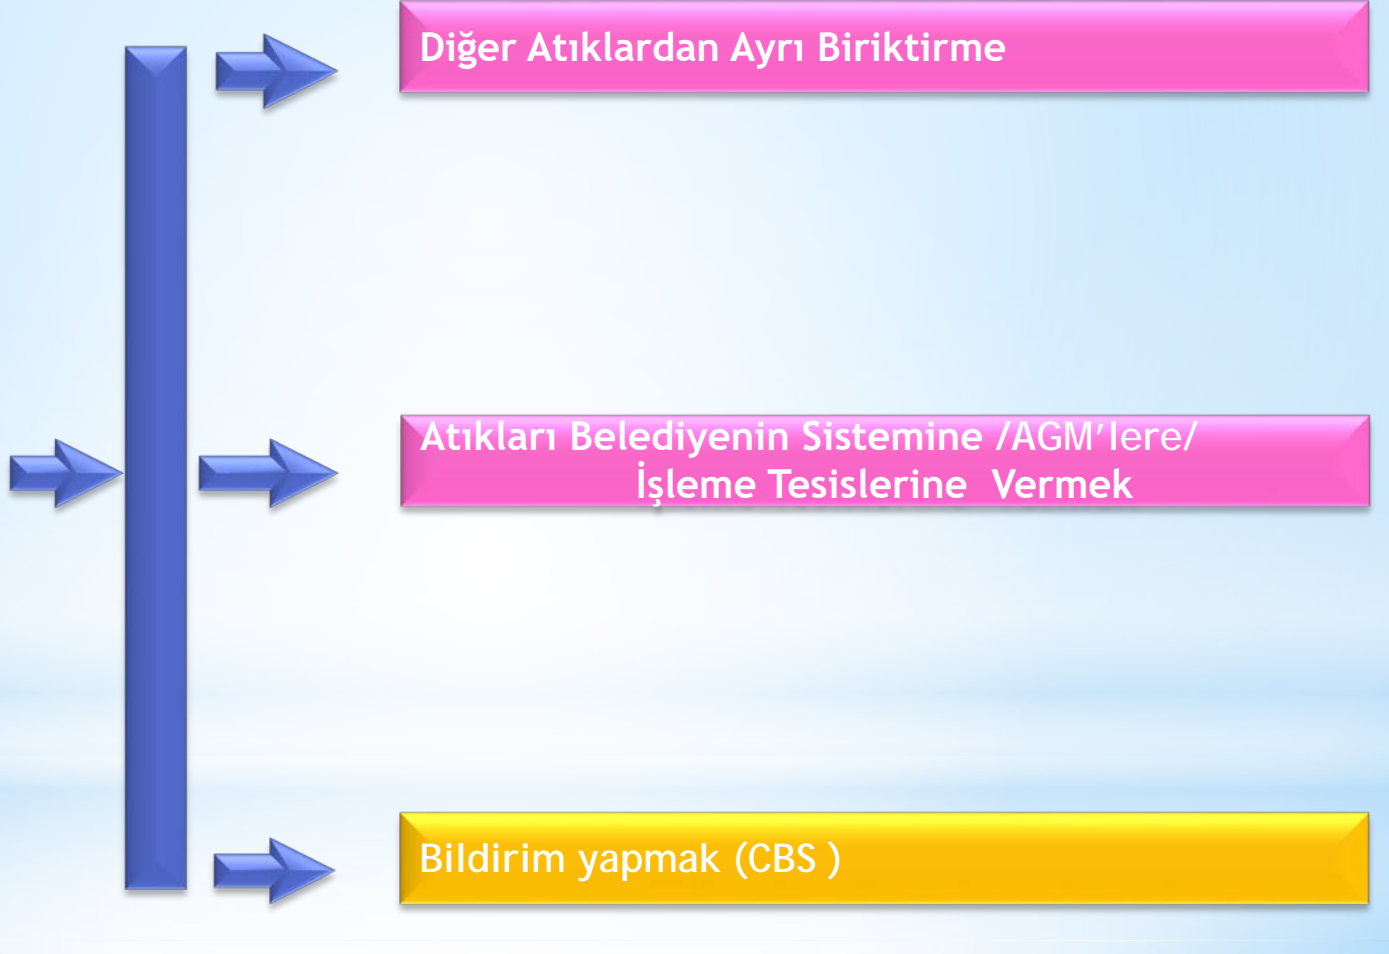 Diğer Atıklardan Ayrı Biriktirme
Atıkları Belediyenin Sistemine /AGM’lere/
İşleme Tesislerine Vermek
Bildirim yapmak (CBS )